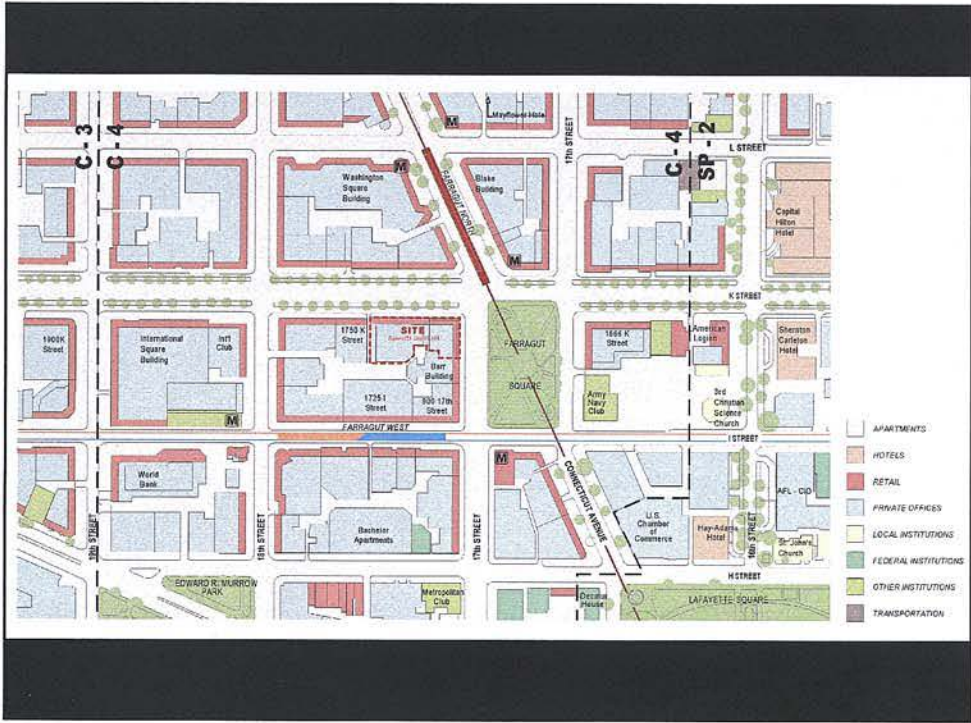 C-3
C-4
Mayflower Hote
17th STREET
C-4
SP-2
L STREET
Washington
Square
Building
FARRAGUT NORTH
Blake
Building
Capital
Hilton
Hotel
K STREET
1900K
Street
International
Square
Building
Int'l
Club
1750 K
Street
SITE
Barr
Building
1725 I
Street
800 17th
Street
FARRAGUT
SQUARE
1666 K
Street
American
Legion
Sheraton
Carleton
Hotel
Army
Navy
Club
3rd
Christian
Science
Church
M
M
M
M
M
FARRAGUT WEST
I STREET
World
Bank
19th STREET
18th STREET
Bachelor
Apartments
17th STREET
CONNECTICUT AVENUE
U.S.
Chamber
of
Commerce
Hay-Adams
Hotel
16th STREET
AFL - CIO
St. John's
Church
H STREET
EDWARD R. MURROW
PARK
Metropolitan
Club
Decatur
House
LAFAYETTE SQUARE
APARTMENTS
HOTELS
RETAIL
PRIVATE OFFICES
LOCAL INSTITUTIONS
FEDERAL INSTITUTIONS
OTHER INSTITUTIONS
TRANSPORTATION